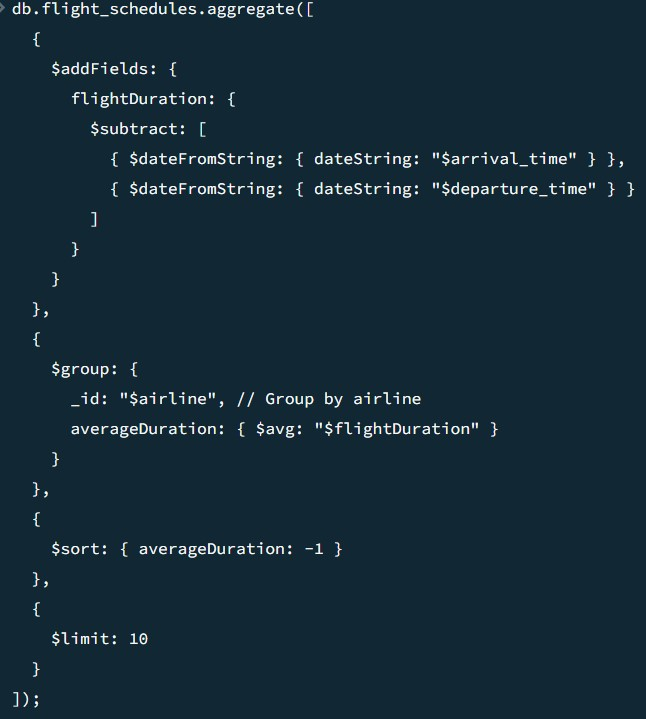 > db.flight_schedules.aggregate([
  {
    $addFields: {
      flightDuration: {
        $subtract: [
          { $dateFromString: { dateString: "$arrival_time" } },
          { $dateFromString: { dateString: "$departure_time" } }
        ]
      }
    }
  },
  {
    $group: {
      _id: "$airline", // Group by airline
      averageDuration: { $avg: "$flightDuration" }
    }
  },
  {
    $sort: { averageDuration: -1 }
  },
  {
    $limit: 10
  }
]);